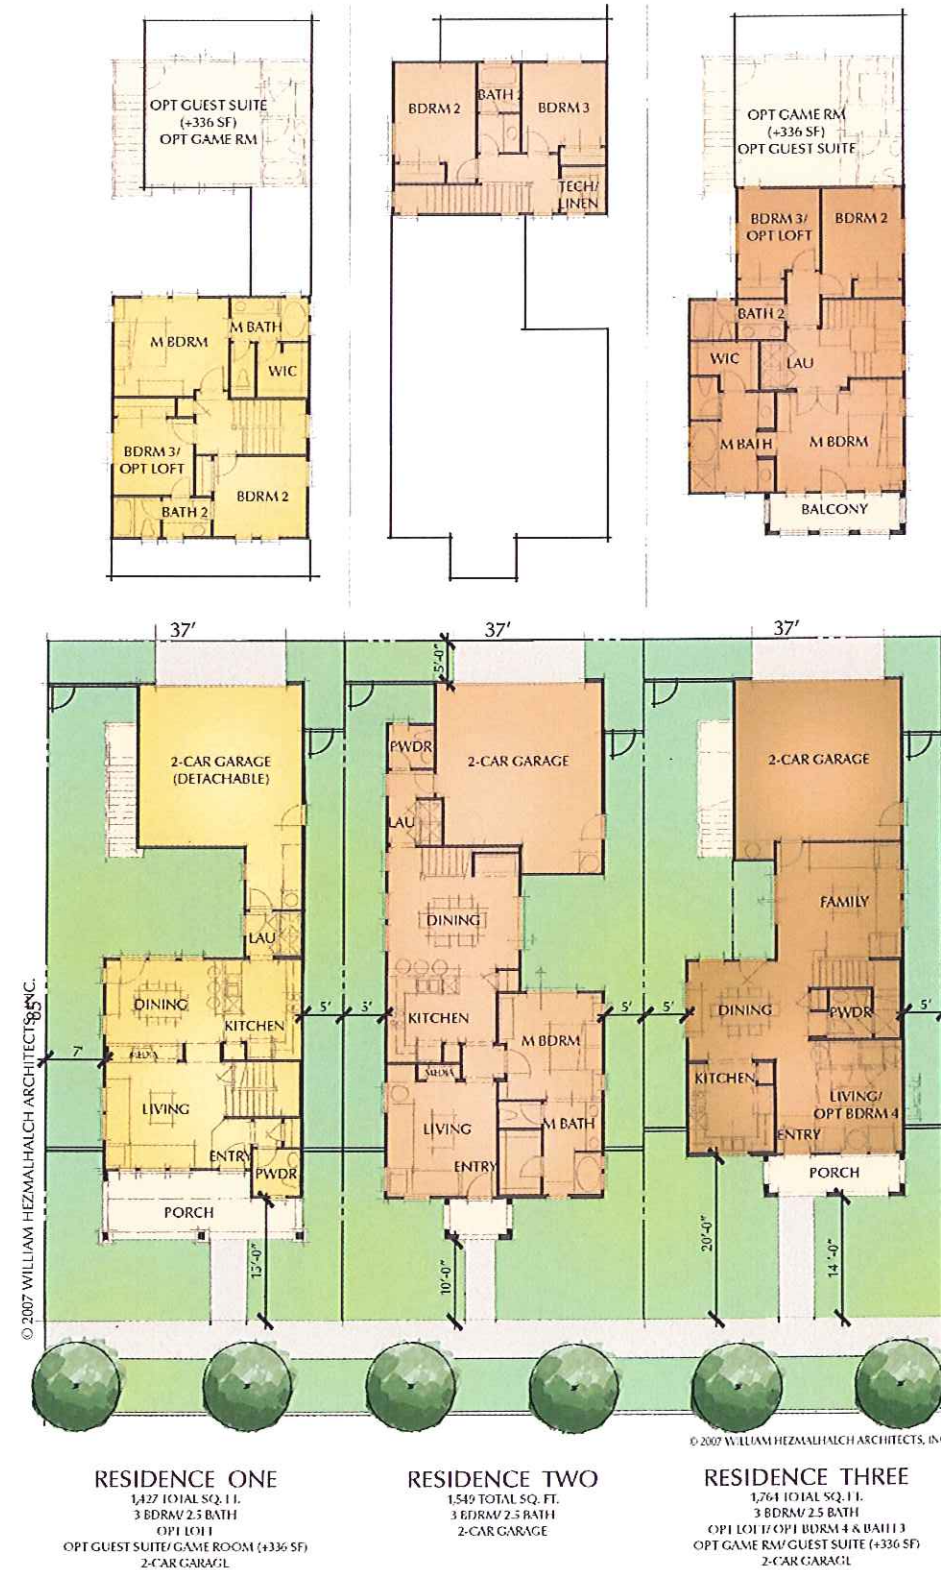 OPT GUEST SUITE
(+336 SF)
OPT GAME RM
M BDRM
M BATH
WIC
BDRM 3/
OPT LOFT
BDRM 2
BATH 2
BDRM 2
BATH 2
BDRM 3
TECH/
LINEN
OPT GAME RM
(+336 SF)
OPT GUEST SUITE
BDRM 3/
OPT LOFT
BDRM 2
BATH 2
WIC
LAU
M BATH
M BDRM
BALCONY
37'
37'
37'
5'-0"
2-CAR GARAGE
(DETACHABLE)
LAU
DINING
KITCHEN
MEDIA
LIVING
ENTRY
PWDR
PORCH
7'
5'
5'
15'-0"
85'
PWDR
2-CAR GARAGE
LAU
DINING
KITCHEN
M BDRM
MEDIA
LIVING
M BATH
ENTRY
5'
5'
10'-0"
2-CAR GARAGE
FAMILY
DINING
PWDR
KITCHEN
LIVING/
OPT BDRM 4
ENTRY
PORCH
5'
20'-0"
14'-0"
© 2007 WILLIAM HEZMALHALCH ARCHITECTS, INC.
© 2007 WILLIAM HEZMALHALCH ARCHITECTS, IN
RESIDENCE ONE
1,427 TOTAL SQ. FT.
3 BDRM/ 2.5 BATH
OPT LOFT
OPT GUEST SUITE/ GAME ROOM (+336 SF)
2-CAR GARAGE
RESIDENCE TWO
1,549 TOTAL SQ. FT.
3 BDRM/ 2.5 BATH
2-CAR GARAGE
RESIDENCE THREE
1,764 TOTAL SQ. FT.
3 BDRM/ 2.5 BATH
OPT LOFT/ OPT BDRM 4 & BATH 3
OPT GAME RM/ GUEST SUITE (+336 SF)
2-CAR GARAGE